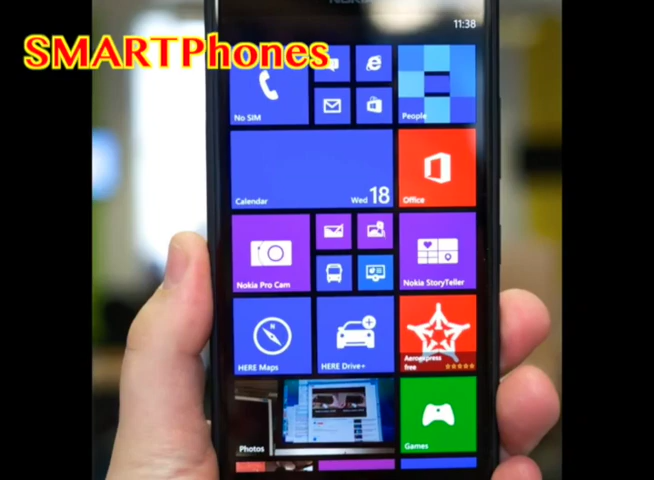 NOKIA
11:38
SMARTPhones
No SIM
People
Calendar
Wed 18
Office
Nokia Pro Cam
Nokia StoryTeller
HERE Maps
N
HERE Drive+
Aeroexpress
free
Photos
Games